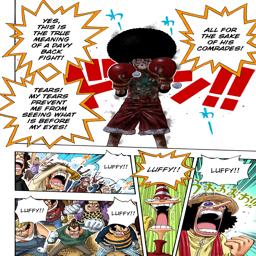 YES,
THIS IS
THE TRUE
MEANING
OF A DAVY
BACK
FIGHT!
ALL FOR
THE SAKE
OF HIS
COMRADES!
TEARS!
MY TEARS
PREVENT
ME FROM
SEEING
WHAT
IS BEFORE
MY EYES!
LUFFY!!
LUFFY!!
LUFFY!!
LUFFY!!
LUFFY!!
LUFFY!!